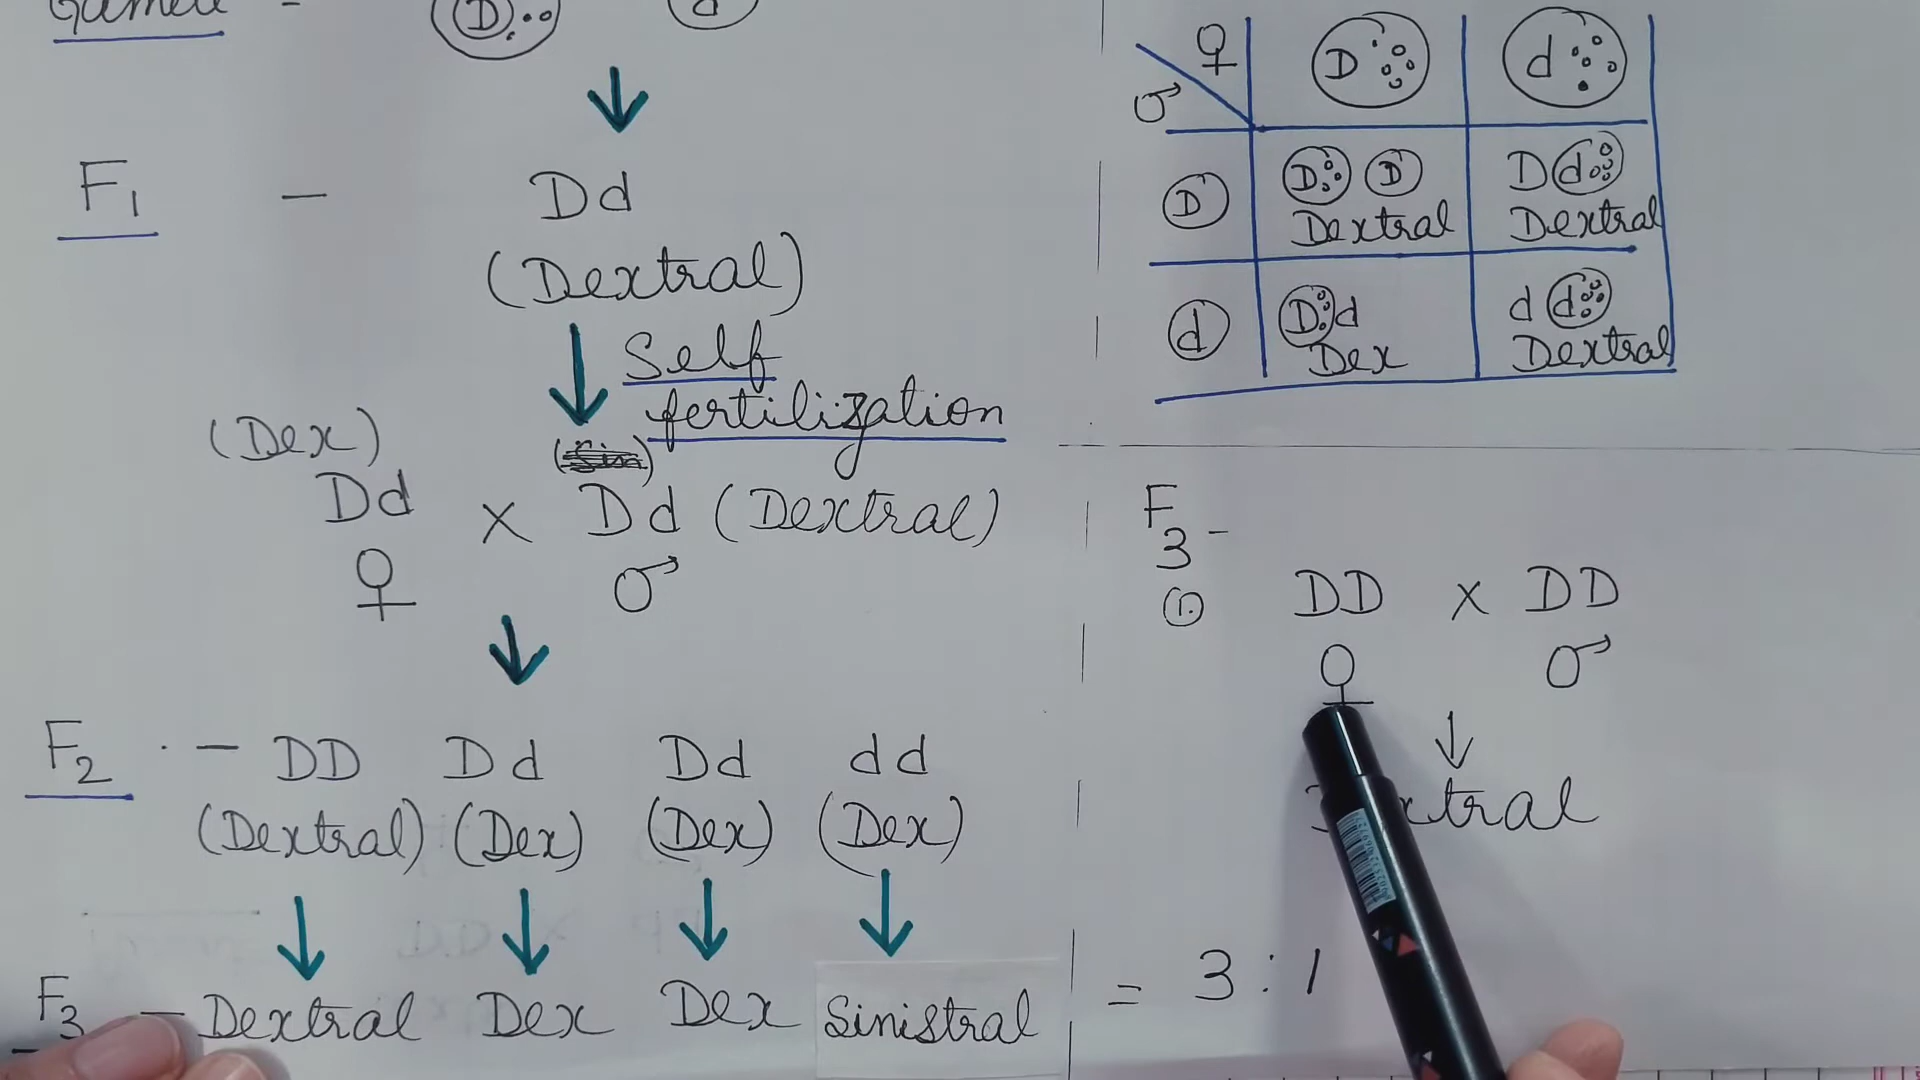 Gamete -
D d
F1 - Dd
(Dextral)
Self
fertilization
(Dex)
Dd x Dd (Dextral)
♀ ♂
F2 - DD Dd Dd dd
(Dextral) (Dex) (Dex) (Dex)
F3 - Dextral Dex Dex Sinistral = 3 : 1
♀ D d
♂
D D D D d
Dextral Dextral
d D d d d
Dex Dextral
F3 -
① DD x DD
♀ ♂